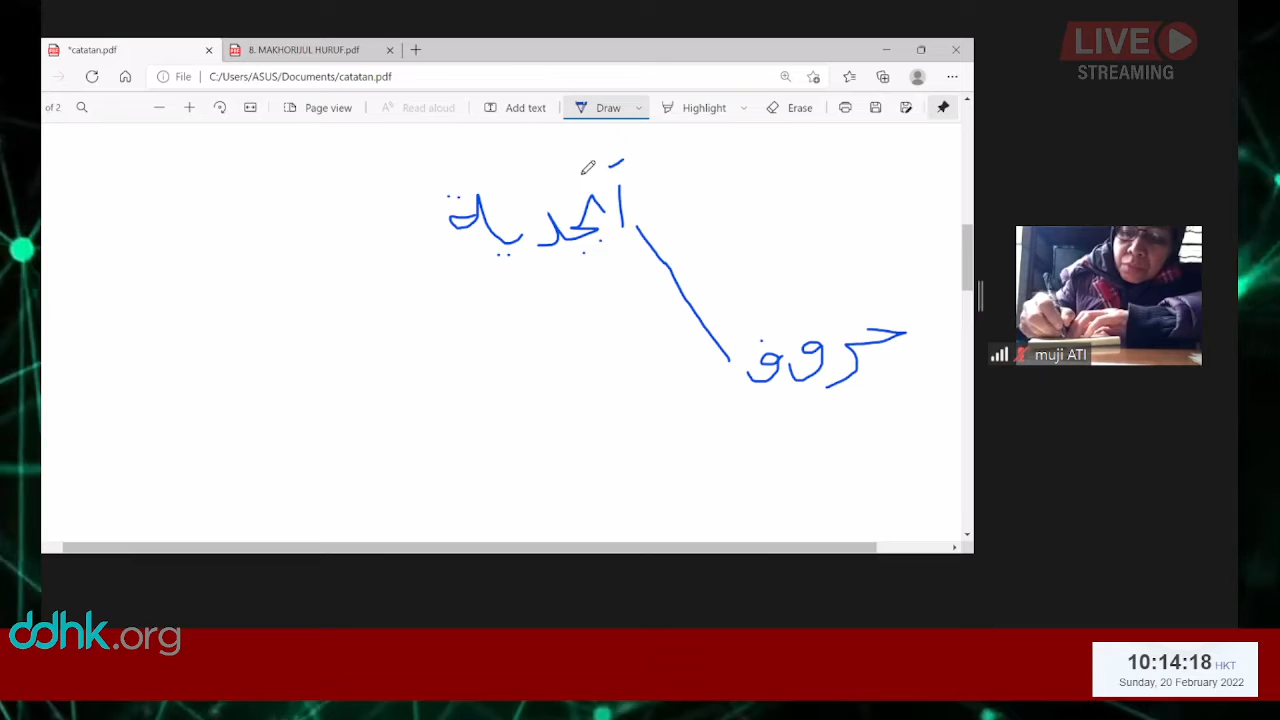 LIVE
STREAMING
*catatan.pdf
8. MAKHORIJUL HURUF.pdf
File
C:/Users/ASUS/Documents/catatan.pdf
of 2
Page view
Read aloud
Add text
Draw
Highlight
Erase
أبجدية
حروف
muji ATI
ddhk.org
10:14:18 HKT
Sunday, 20 February 2022